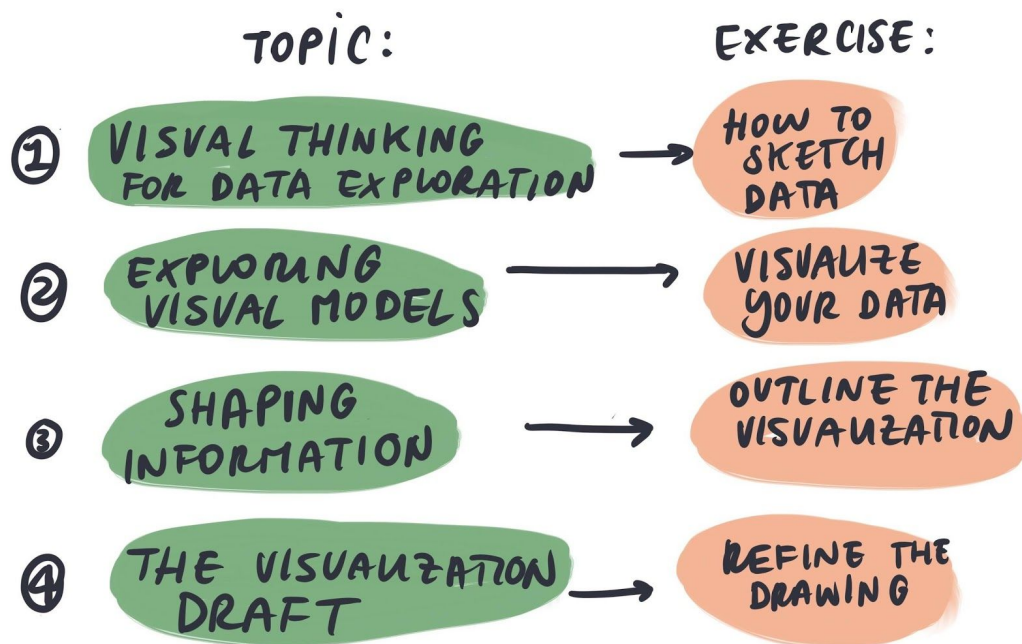 TOPIC: EXERCISE:
1 VISUAL THINKING
FOR DATA EXPLORATION
HOW TO
SKETCH
DATA
2 EXPLORING
VISUAL MODELS
VISUALIZE
YOUR DATA
3 SHAPING
INFORMATION
OUTLINE THE
VISUALIZATION
4 THE VISUALIZATION
DRAFT
REFINE THE
DRAWING